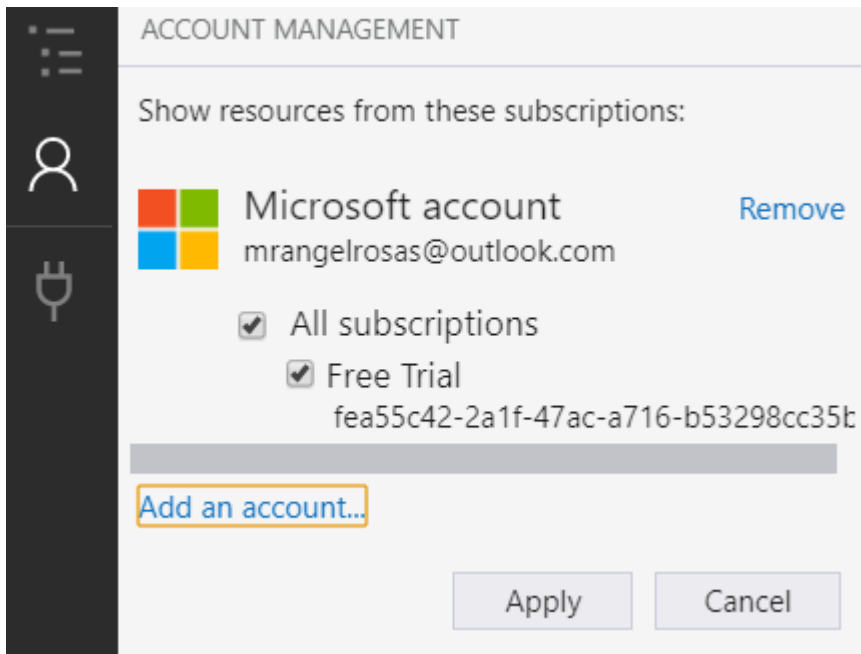 ACCOUNT MANAGEMENT
Show resources from these subscriptions:
Microsoft account
Remove
mrangelrosas@outlook.com
All subscriptions
Free Trial
fea55c42-2a1f-47ac-a716-b53298cc35b
Add an account...
Apply
Cancel